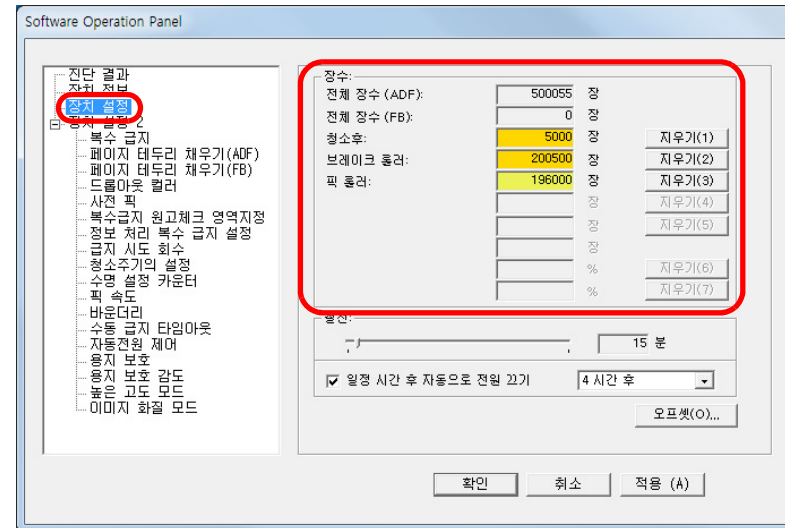 Software Operation Panel
진단 결과
장치 정보
장치 설정
장치 설정 2
복수 급지
페이지 테두리 채우기(ADF)
페이지 테두리 채우기(FB)
드롭아웃 컬러
사전 픽
복수급지 원고체크 영역지정
정보 처리 복수 급지 설정
급지 시도 회수
청소주기의 설정
수명 설정 카운터
픽 속도
바운더리
수동 급지 타임아웃
자동전원 제어
용지 보호
용지 보호 감도
높은 고도 모드
이미지 화질 모드
장수:
전체 장수 (ADF): 500055 장
전체 장수 (FB): 0 장
청소후: 5000 장 지우기(1)
브레이크 롤러: 200500 장 지우기(2)
픽 롤러: 196000 장 지우기(3)
장 지우기(4)
장 지우기(5)
장
% 지우기(6)
% 지우기(7)
15 분
일정 시간 후 자동으로 전원 끄기 4 시간 후
오프셋(O)...
확인 취소 적용 (A)